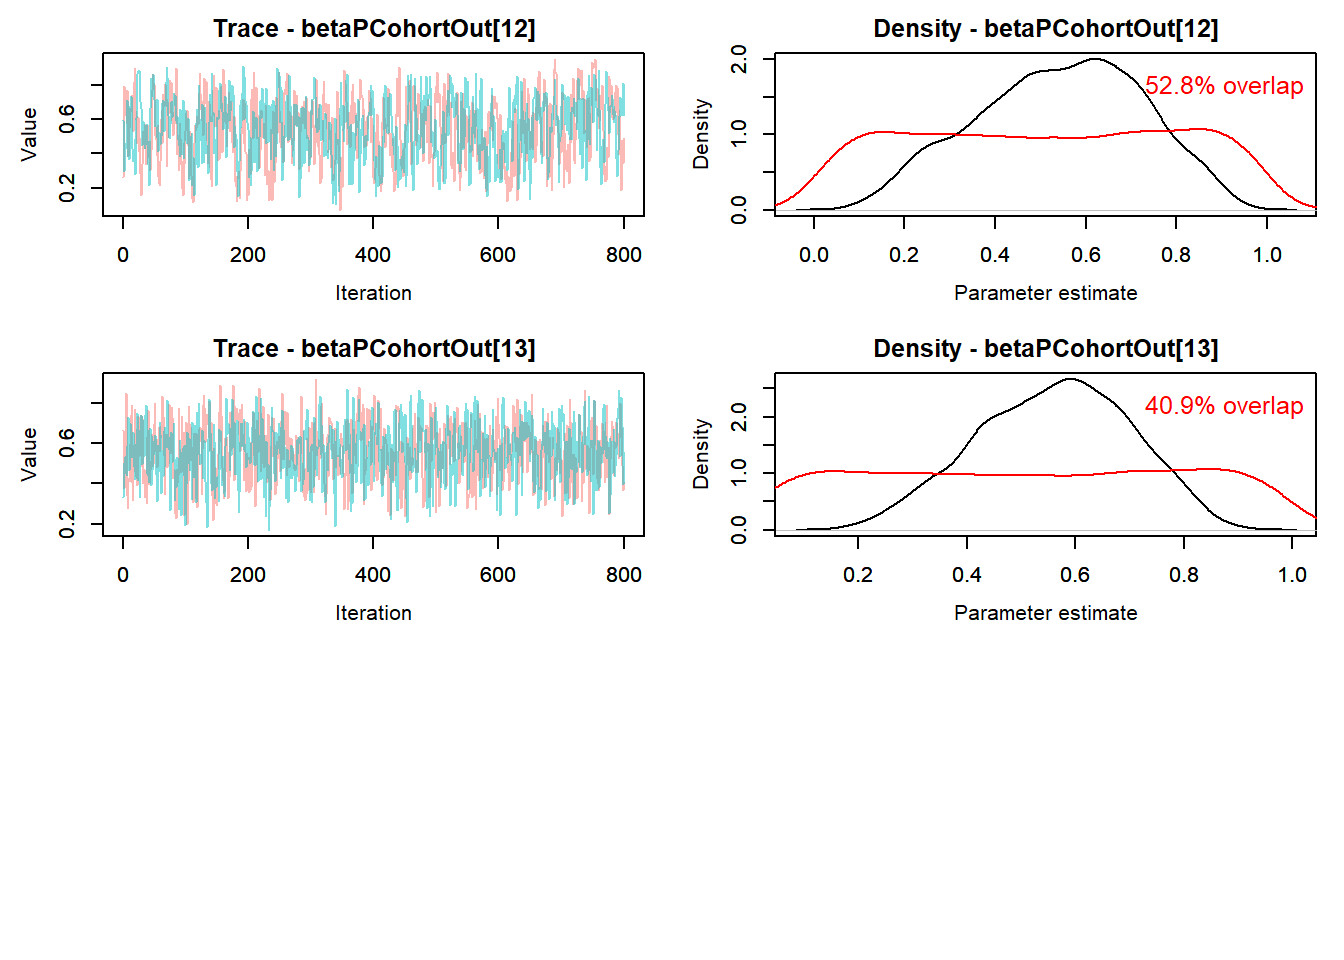 Trace - betaPCohortOut[12]
Value
0.2 0.6
0 200 400 600 800
Iteration
Density - betaPCohortOut[12]
52.8% overlap
Density
0.0 1.0 2.0
0.0 0.2 0.4 0.6 0.8 1.0
Parameter estimate
Trace - betaPCohortOut[13]
Value
0.2 0.6
0 200 400 600 800
Iteration
Density - betaPCohortOut[13]
40.9% overlap
Density
0.0 1.0 2.0
0.2 0.4 0.6 0.8 1.0
Parameter estimate